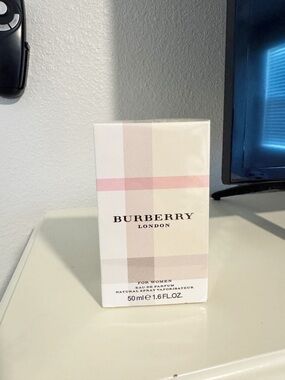 BURBERRY
LONDON
FOR WOMEN
EAU DE PARFUM
NATURAL SPRAY VAPORISATEUR
50 ml ℮ 1.6 FL.OZ.